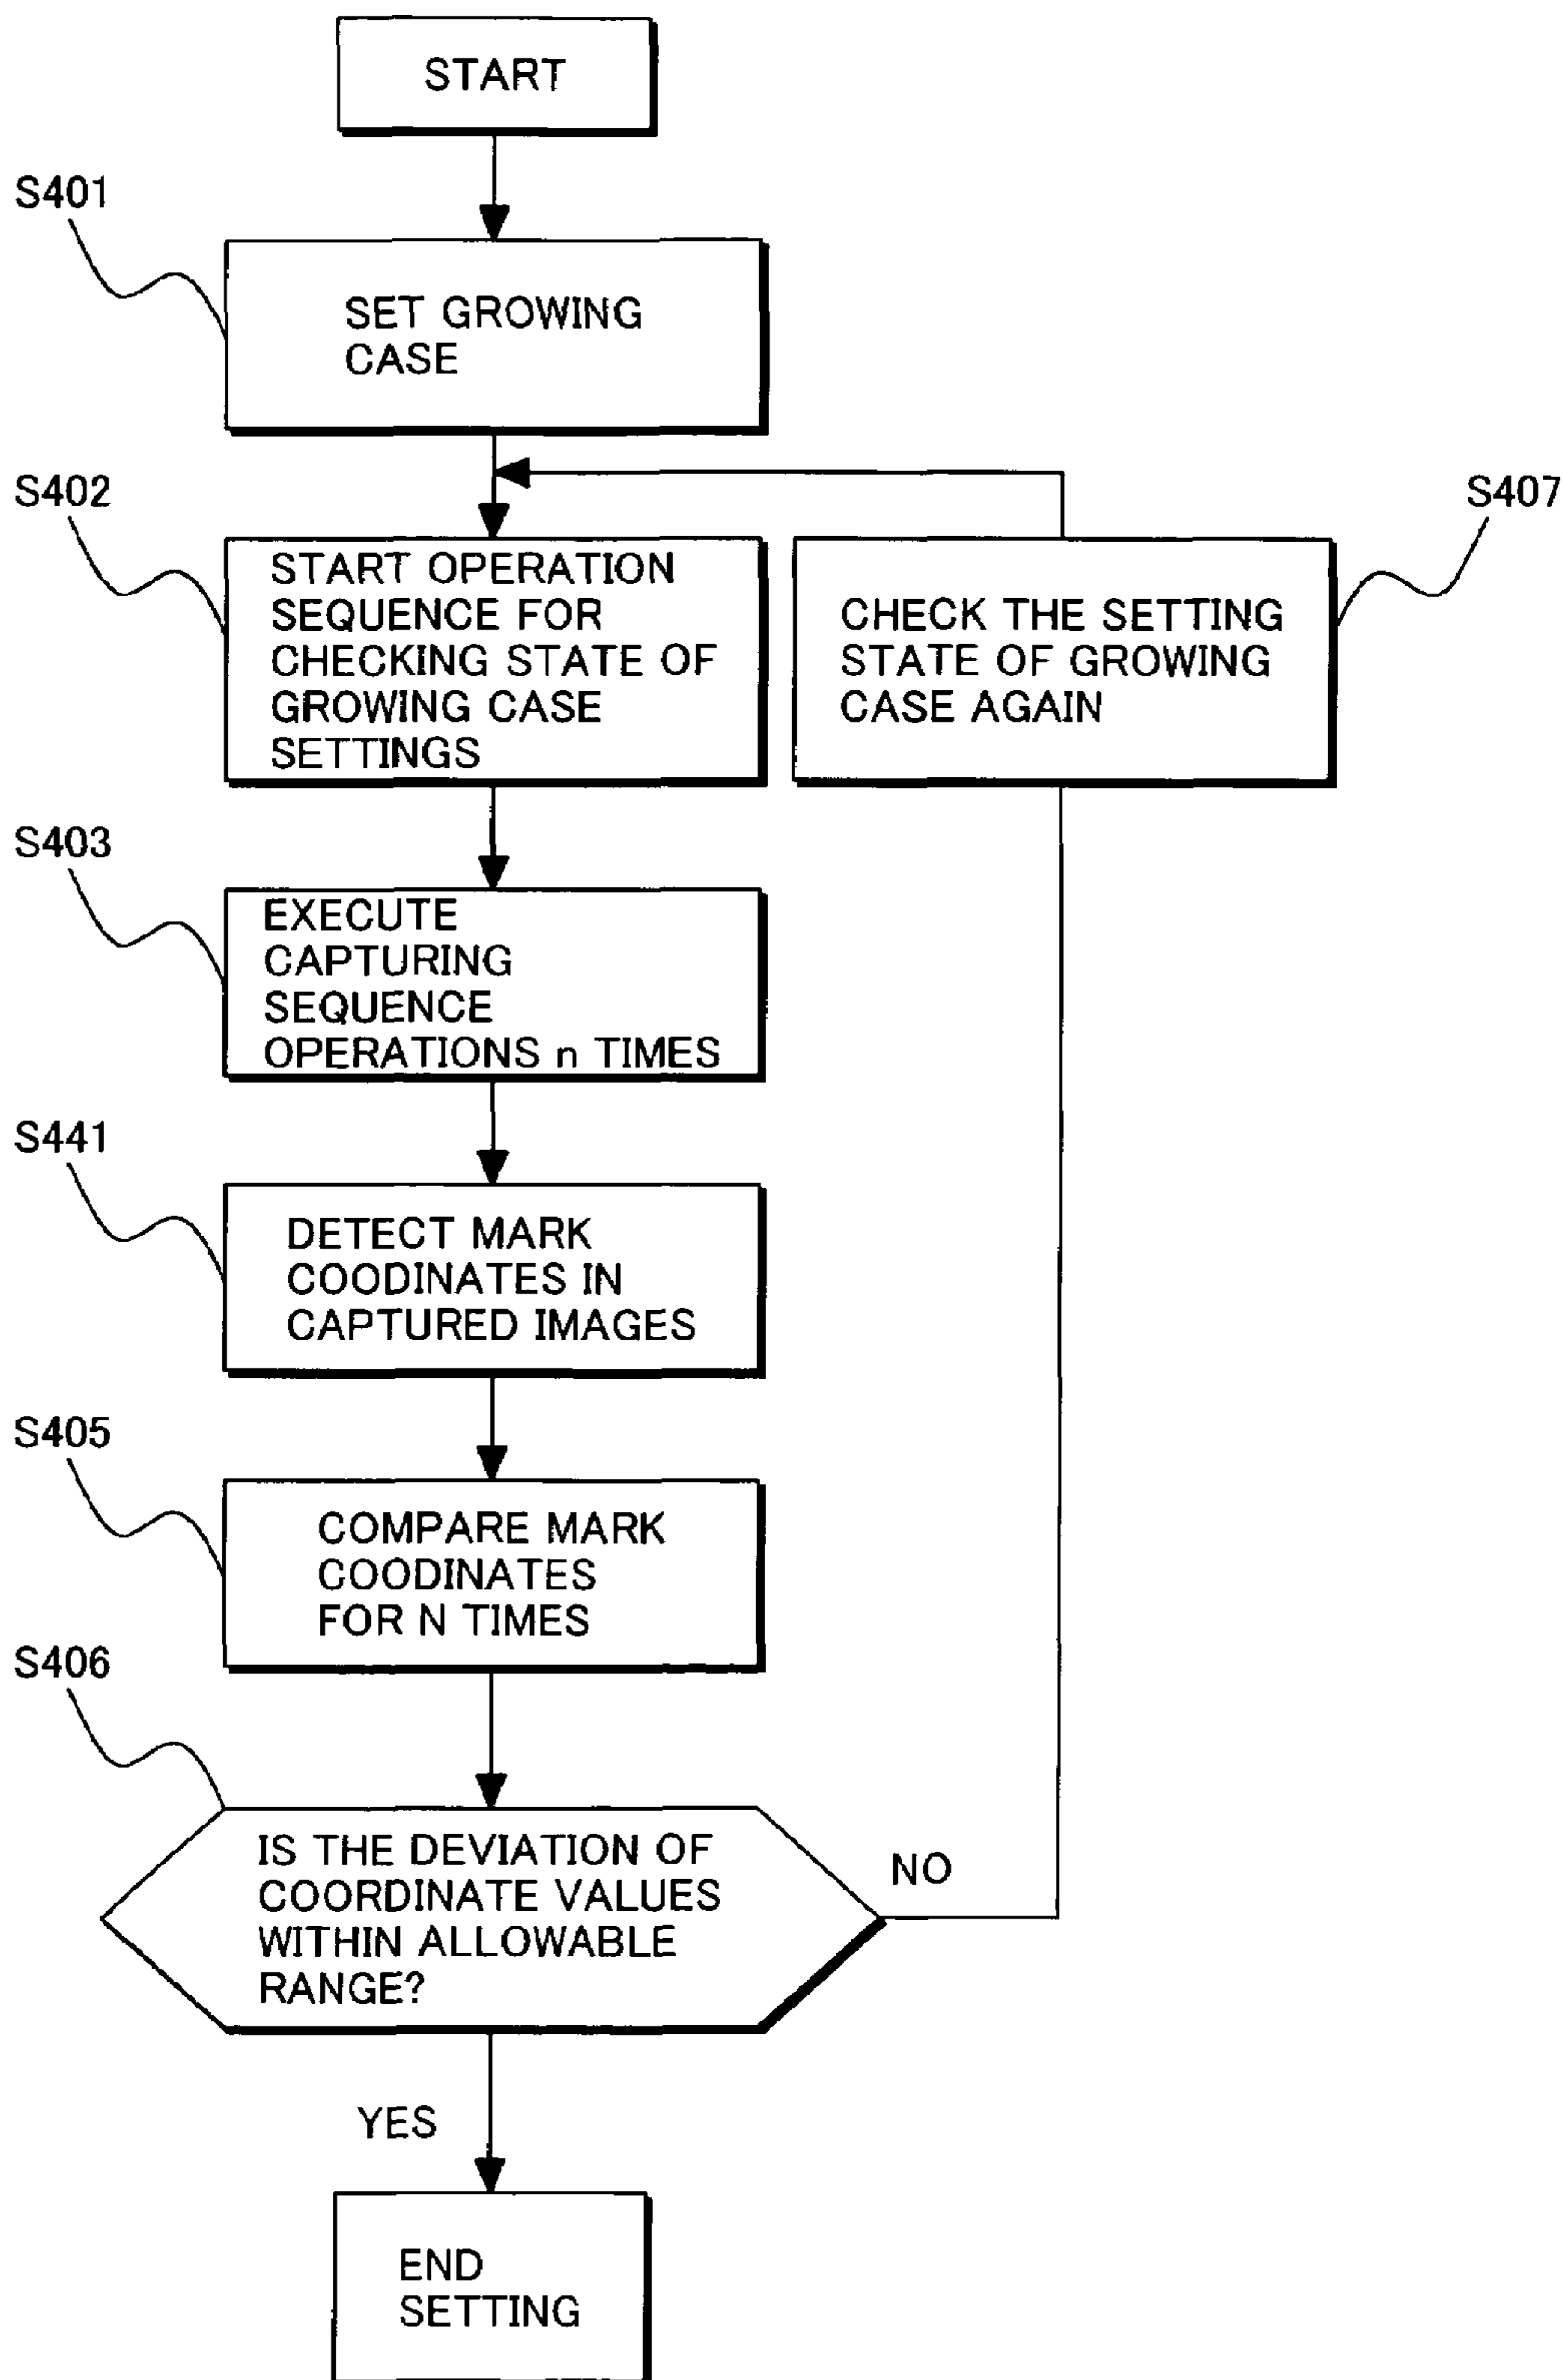 START
S401
SET GROWING
CASE
S402
START OPERATION
SEQUENCE FOR
CHECKING STATE OF
GROWING CASE
SETTINGS
S407
CHECK THE SETTING
STATE OF GROWING
CASE AGAIN
S403
EXECUTE
CAPTURING
SEQUENCE
OPERATIONS n TIMES
S441
DETECT MARK
COODINATES IN
CAPTURED IMAGES
S405
COMPARE MARK
COODINATES
FOR N TIMES
S406
IS THE DEVIATION OF
COORDINATE VALUES
WITHIN ALLOWABLE
RANGE?
NO
YES
END
SETTING